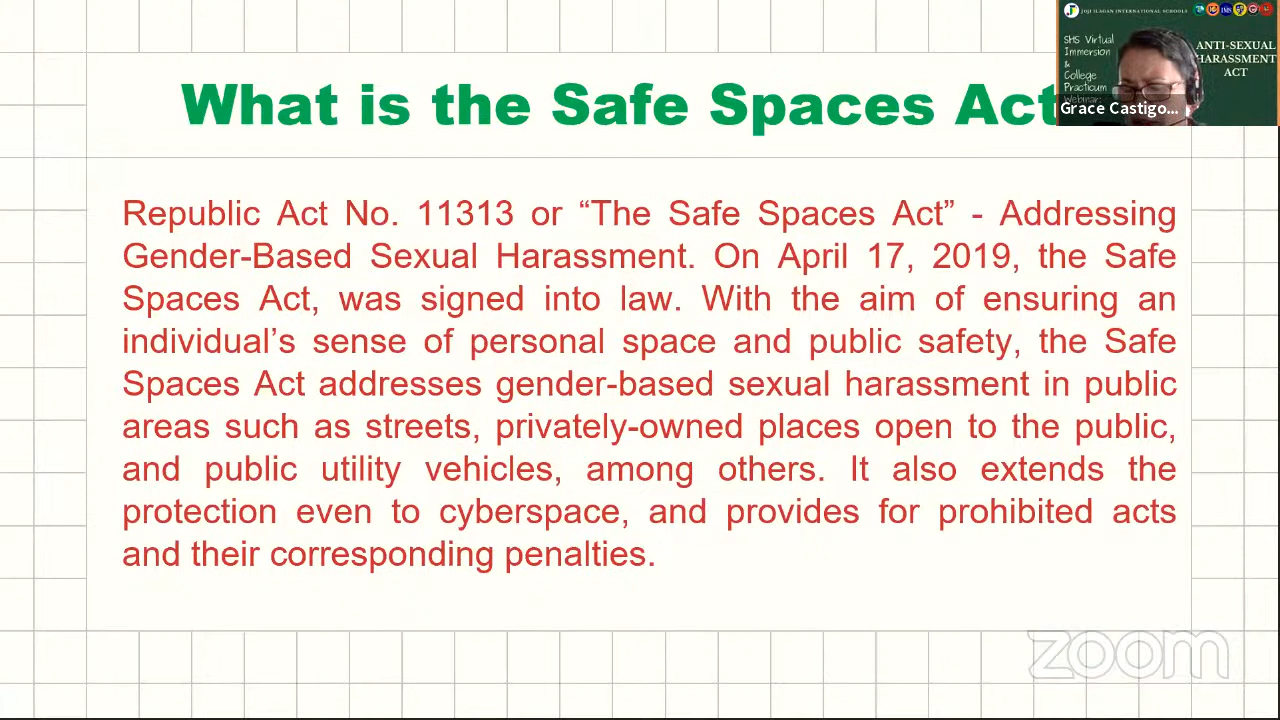 What is the Safe Spaces Act
Republic Act No. 11313 or “The Safe Spaces Act” - Addressing
Gender-Based Sexual Harassment. On April 17, 2019, the Safe
Spaces Act, was signed into law. With the aim of ensuring an
individual’s sense of personal space and public safety, the Safe
Spaces Act addresses gender-based sexual harassment in public
areas such as streets, privately-owned places open to the public,
and public utility vehicles, among others. It also extends the
protection even to cyberspace, and provides for prohibited acts
and their corresponding penalties.
JOJI ILAGAN INTERNATIONAL SCHOOLS
SHS Virtual
Immersion
&
College
Practicum
Webinar:
ANTI-SEXUAL
HARASSMENT
ACT
Grace Castigo...
zoom